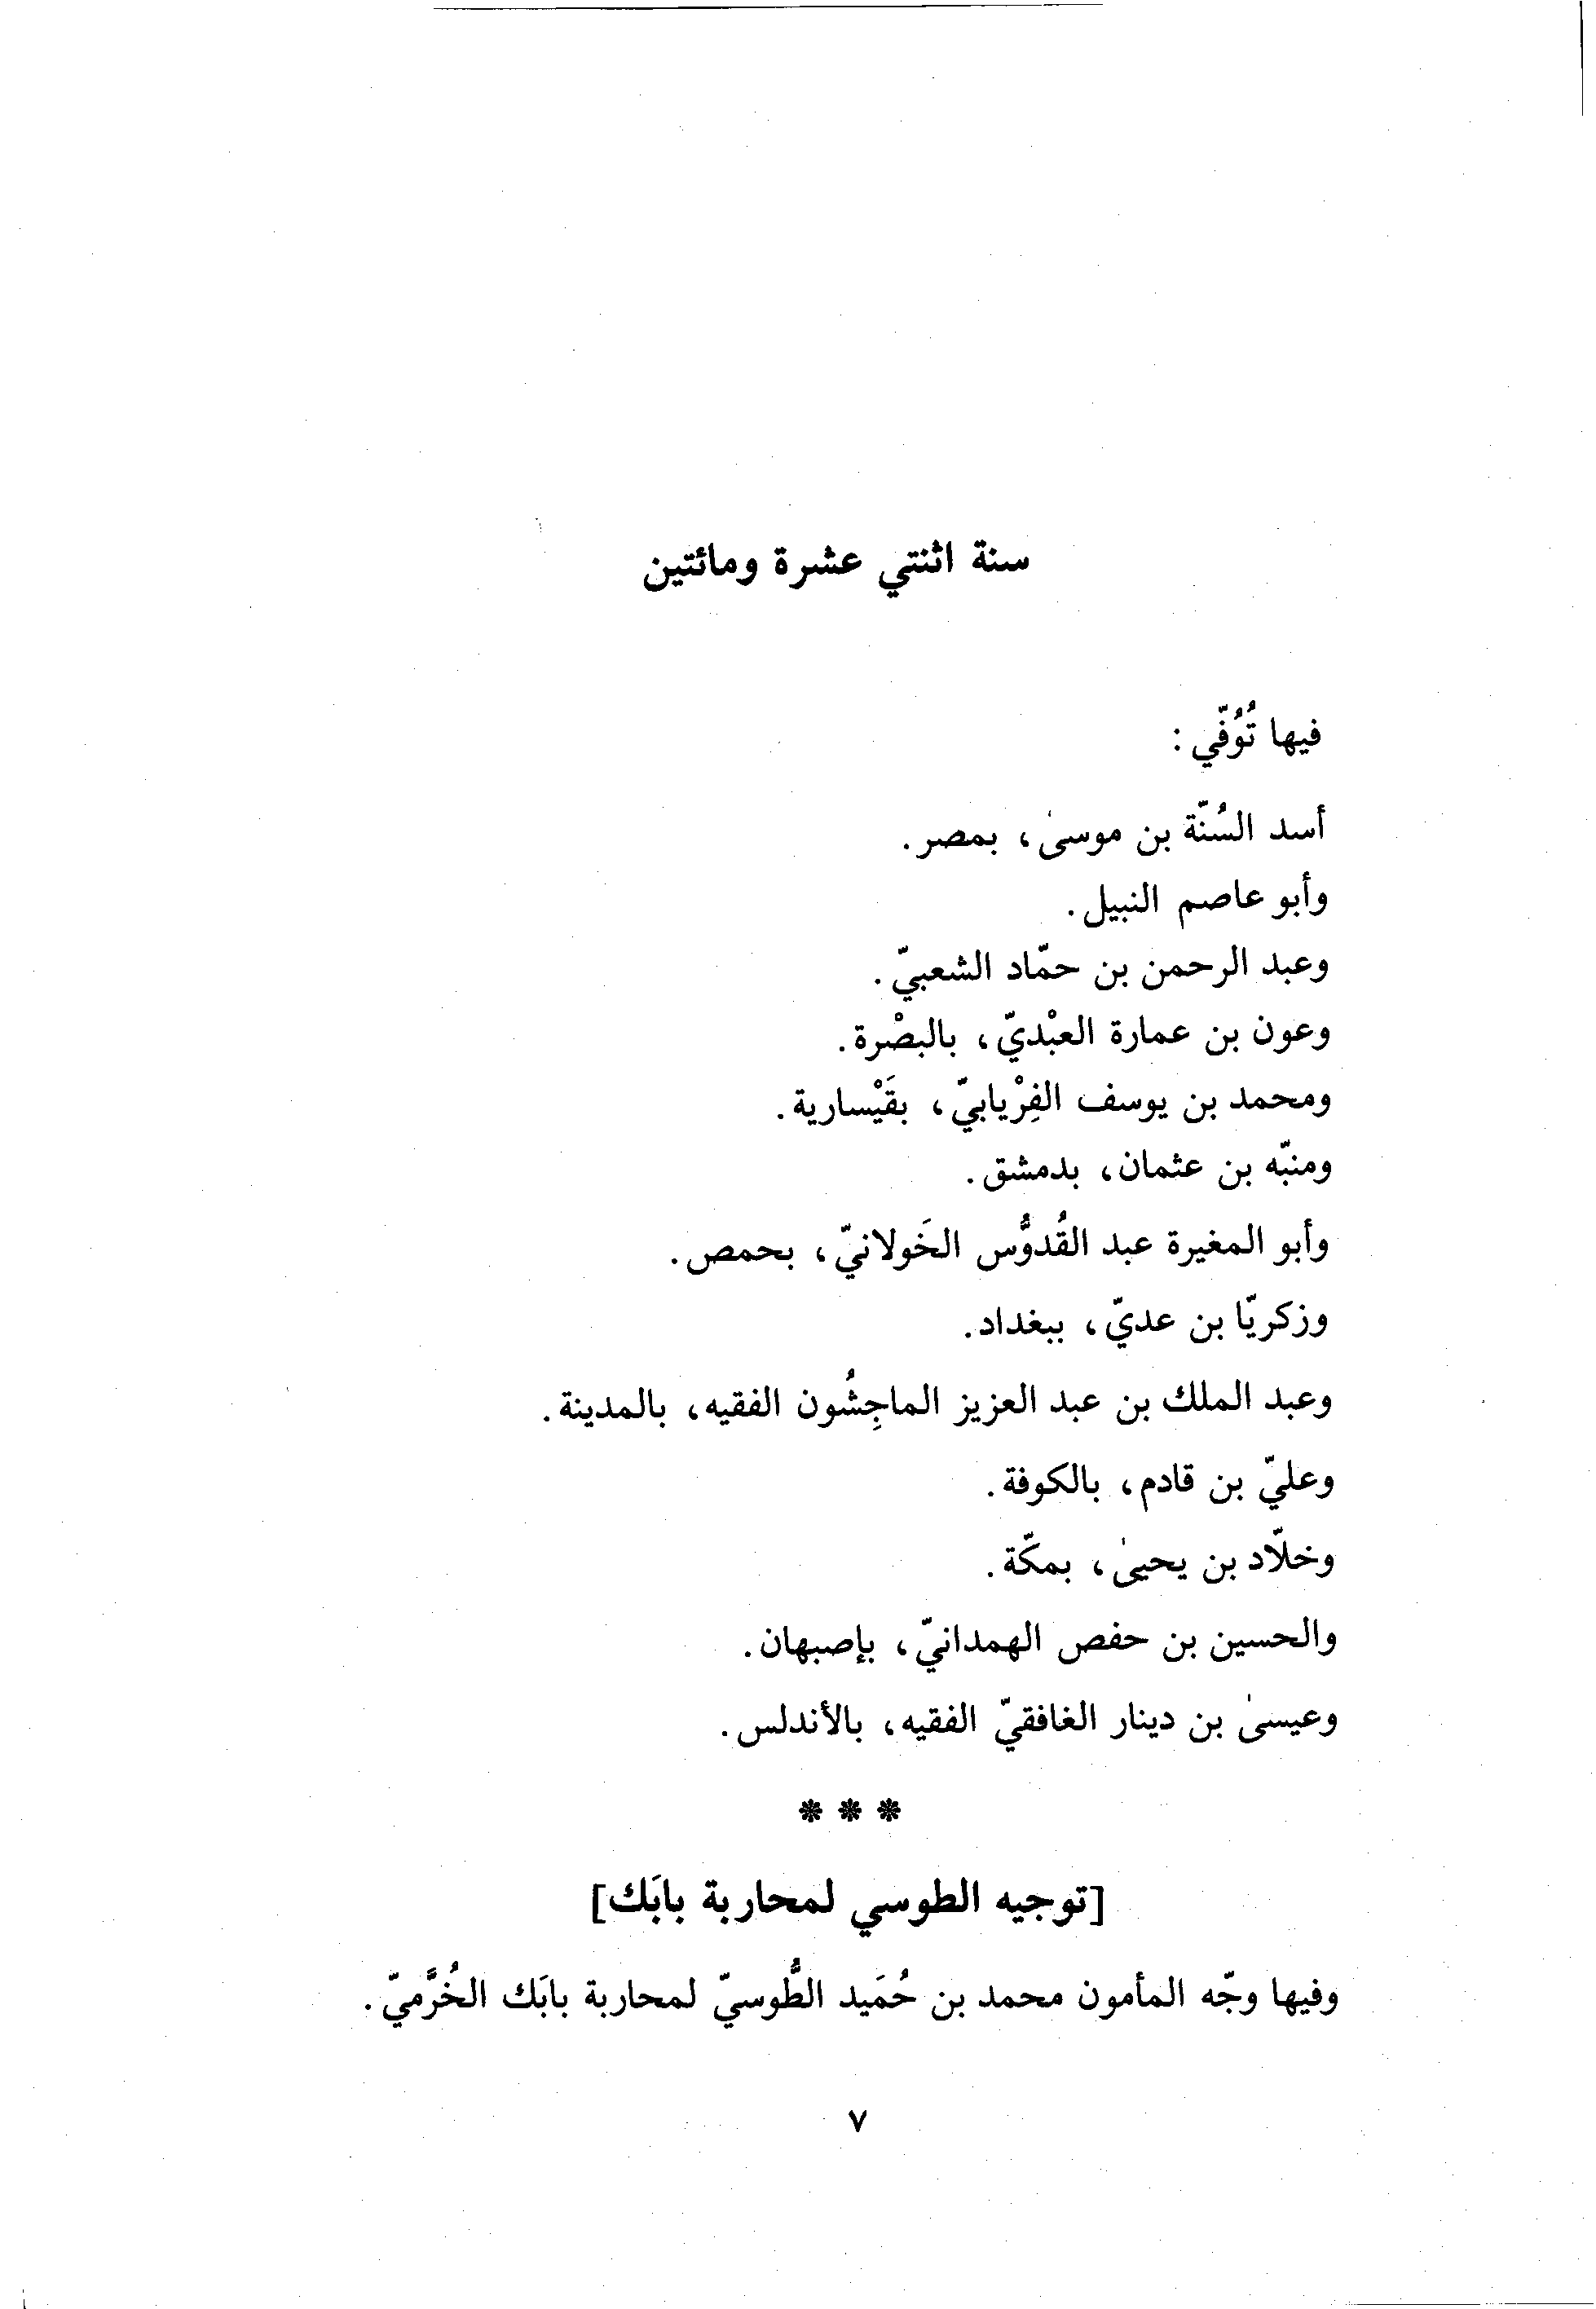 سنة اثنتي عشرة ومائتين
فيها تُوُفّي :
أسد السُنّة بن موسىٰ، بمصر.
وأبو عاصم النبيل.
وعبد الرحمن بن حمّاد الشعبيّ.
وعون بن عمارة العبْديّ، بالبصْرة.
ومحمد بن يوسف الفِرْيابيّ، بقَيْسارية.
ومنبّه بن عثمان، بدمشق.
وأبو المغيرة عبد القُدوُّس الخَولانيّ، بحمص.
وزكريّا بن عديّ، ببغداد.
وعبد الملك بن عبد العزيز الماجِشُون الفقيه، بالمدينة.
وعليّ بن قادم، بالكوفة.
وخلّاد بن يحيىٰ، بمكّة.
والحسين بن حفص الهمدانيّ، بإصبهان.
وعيسىٰ بن دينار الغافقيّ الفقيه، بالأندلس.
* * *
[توجيه الطوسي لمحاربة بابَك]
وفيها وجّه المأمون محمد بن حُمَيد الطُّوسيّ لمحاربة بابَك الخُرَّميّ.
٧